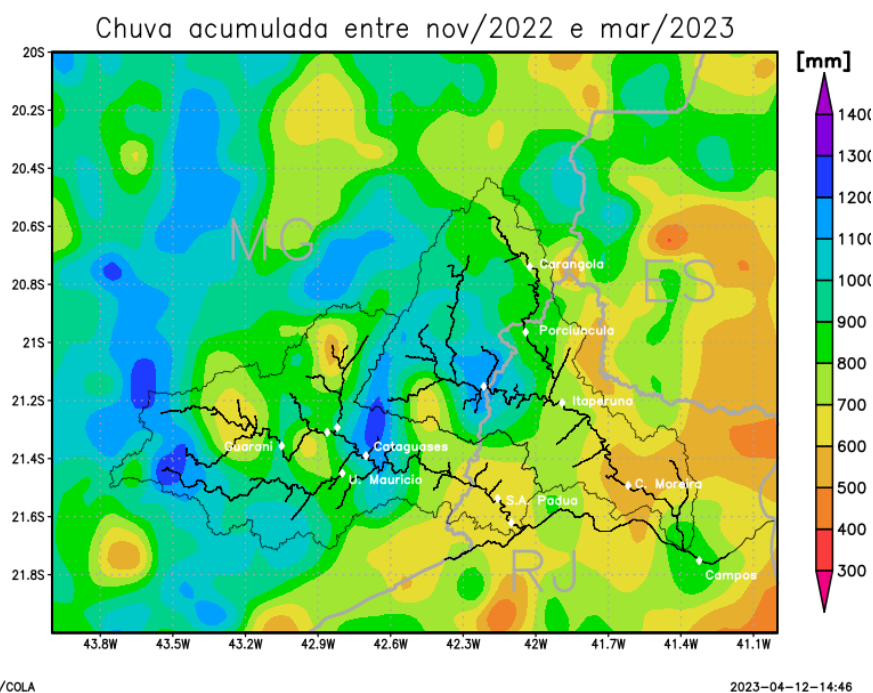 Chuva acumulada entre nov/2022 e mar/2023
[mm]
20S
20.2S
20.4S
20.6S
20.8S
21S
21.2S
21.4S
21.6S
21.8S
MG
ES
RJ
Carangola
Porciuncula
Itaperuna
Guarani
Cataguases
U. Mauricio
C. Moreira
S.A. Padua
Campos
1400
1300
1200
1100
1000
900
800
700
600
500
400
300
43.8W 43.5W 43.2W 42.9W 42.6W 42.3W 42W 41.7W 41.4W 41.1W
/COLA
2023-04-12-14:46